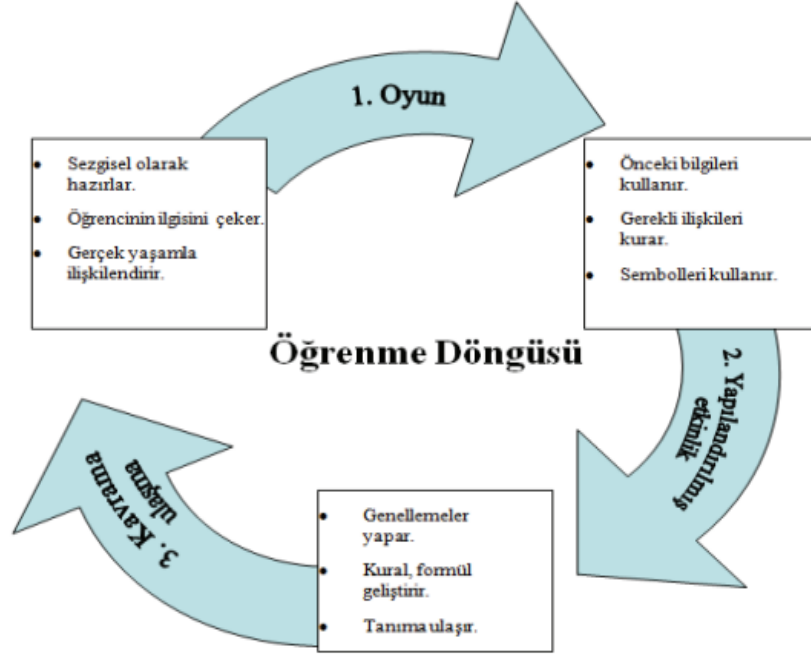 1. Oyun
Sezgisel olarak
hazırlar.
Öğrencinin ilgisini çeker.
Gerçek yaşamla
ilişkilendirir.
Önceki bilgileri
kullanır.
Gerekli ilişkileri
kurar.
Sembolleri kullanır.
Öğrenme Döngüsü
2. Yapılandırılmış
etkinlik
3. Kavrama
ulaşma
Genellemeler
yapar.
Kural, formül
geliştirir.
Tanıma ulaşır.